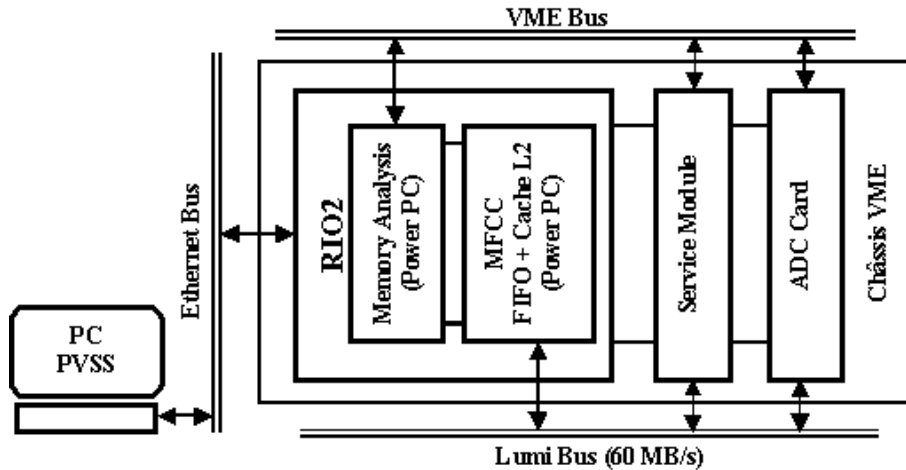 VME Bus
Ethernet Bus
RIO2
Memory Analysis
(Power PC)
MFCC
FIFO + Cache L2
(Power PC)
Service Module
ADC Card
Châssis VME
PC
PVSS
Lumi Bus (60 MB/s)